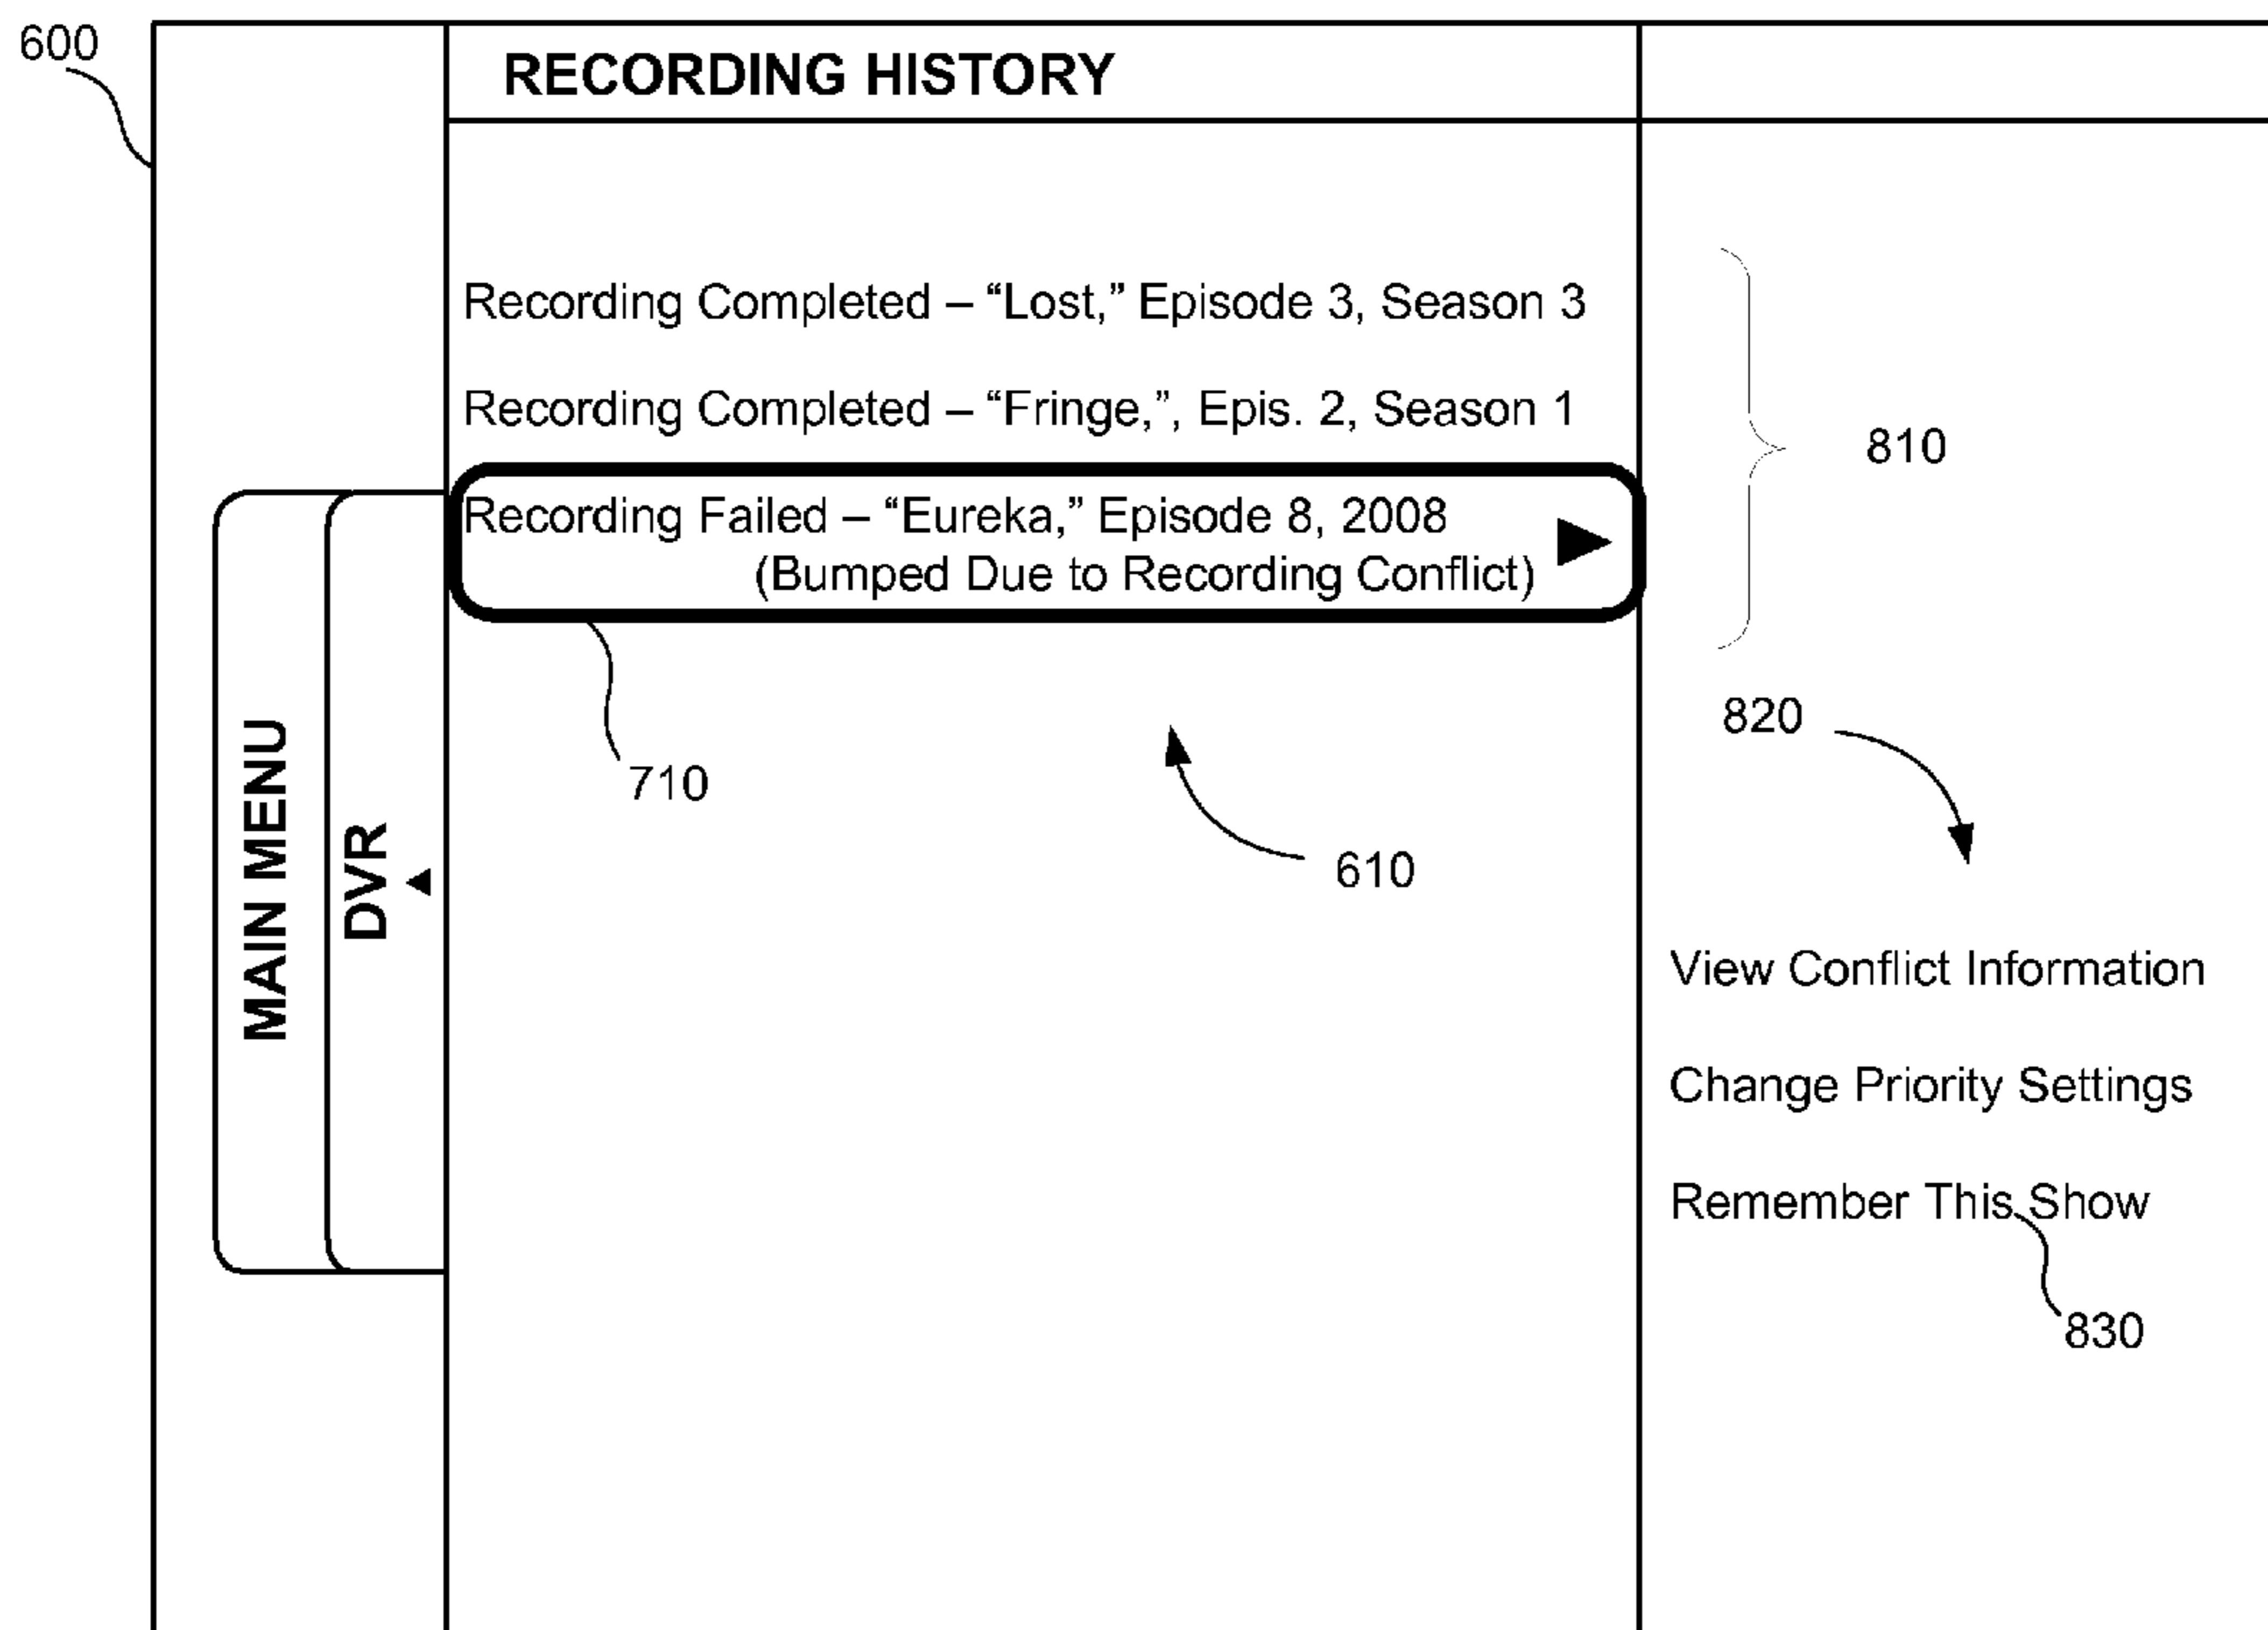 600
RECORDING HISTORY
Recording Completed – “Lost,” Episode 3, Season 3
Recording Completed – “Fringe,”, Epis. 2, Season 1
810
Recording Failed – “Eureka,” Episode 8, 2008
(Bumped Due to Recording Conflict)
820
710
610
MAIN MENU
DVR
View Conflict Information
Change Priority Settings
Remember This Show
830